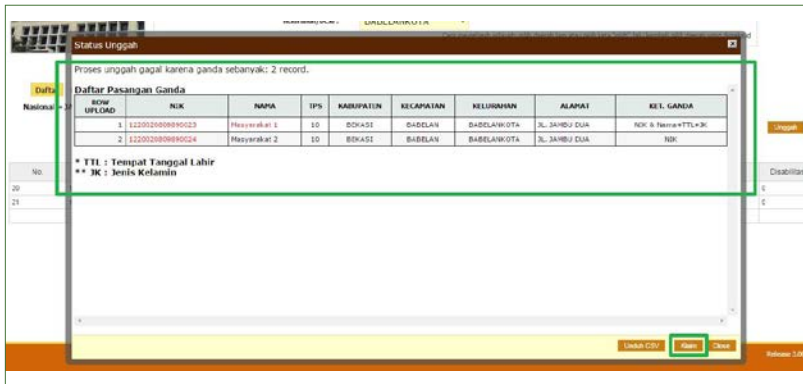 BABELANKOTA
Status Unggah
Proses unggah gagal karena ganda sebanyak: 2 record.
Daftar Pasangan Ganda
ROW UPLOAD NIK NAMA TPS KABUPATEN KECAMATAN KELURAHAN ALAMAT KET. GANDA
1 1220020809890023 Masyarakat 1 10 BEKASI BABELAN BABELANKOTA JL. JAMBU DUA NIK & Nama+TTL+JK
2 1220020809890024 Masyarakat 2 10 BEKASI BABELAN BABELANKOTA JL. JAMBU DUA NIK
* TTL : Tempat Tanggal Lahir
** JK : Jenis Kelamin
Dafta
Nasional
Unggah
No. Disabilitas
20 0
21 0
Unduh CSV Klaim Close
Release